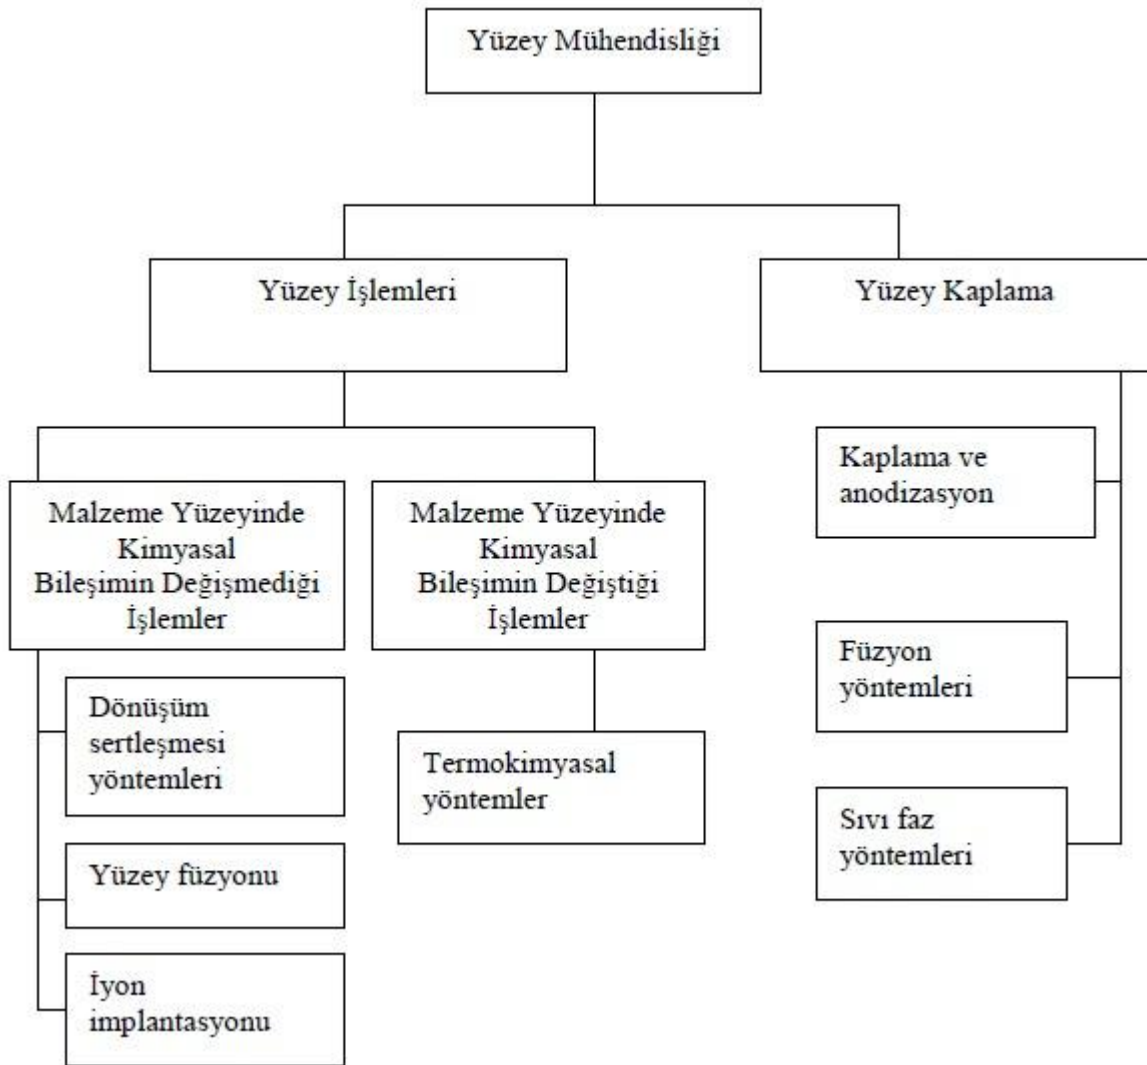 Yüzey Mühendisliği
Yüzey İşlemleri
Yüzey Kaplama
Malzeme Yüzeyinde
Kimyasal
Bileşimin Değişmediği
İşlemler
Malzeme Yüzeyinde
Kimyasal
Bileşimin Değiştiği
İşlemler
Kaplama ve
anodizasyon
Dönüşüm
sertleşmesi
yöntemleri
Termokimyasal
yöntemler
Füzyon
yöntemleri
Yüzey füzyonu
Sıvı faz
yöntemleri
İyon
implantasyonu